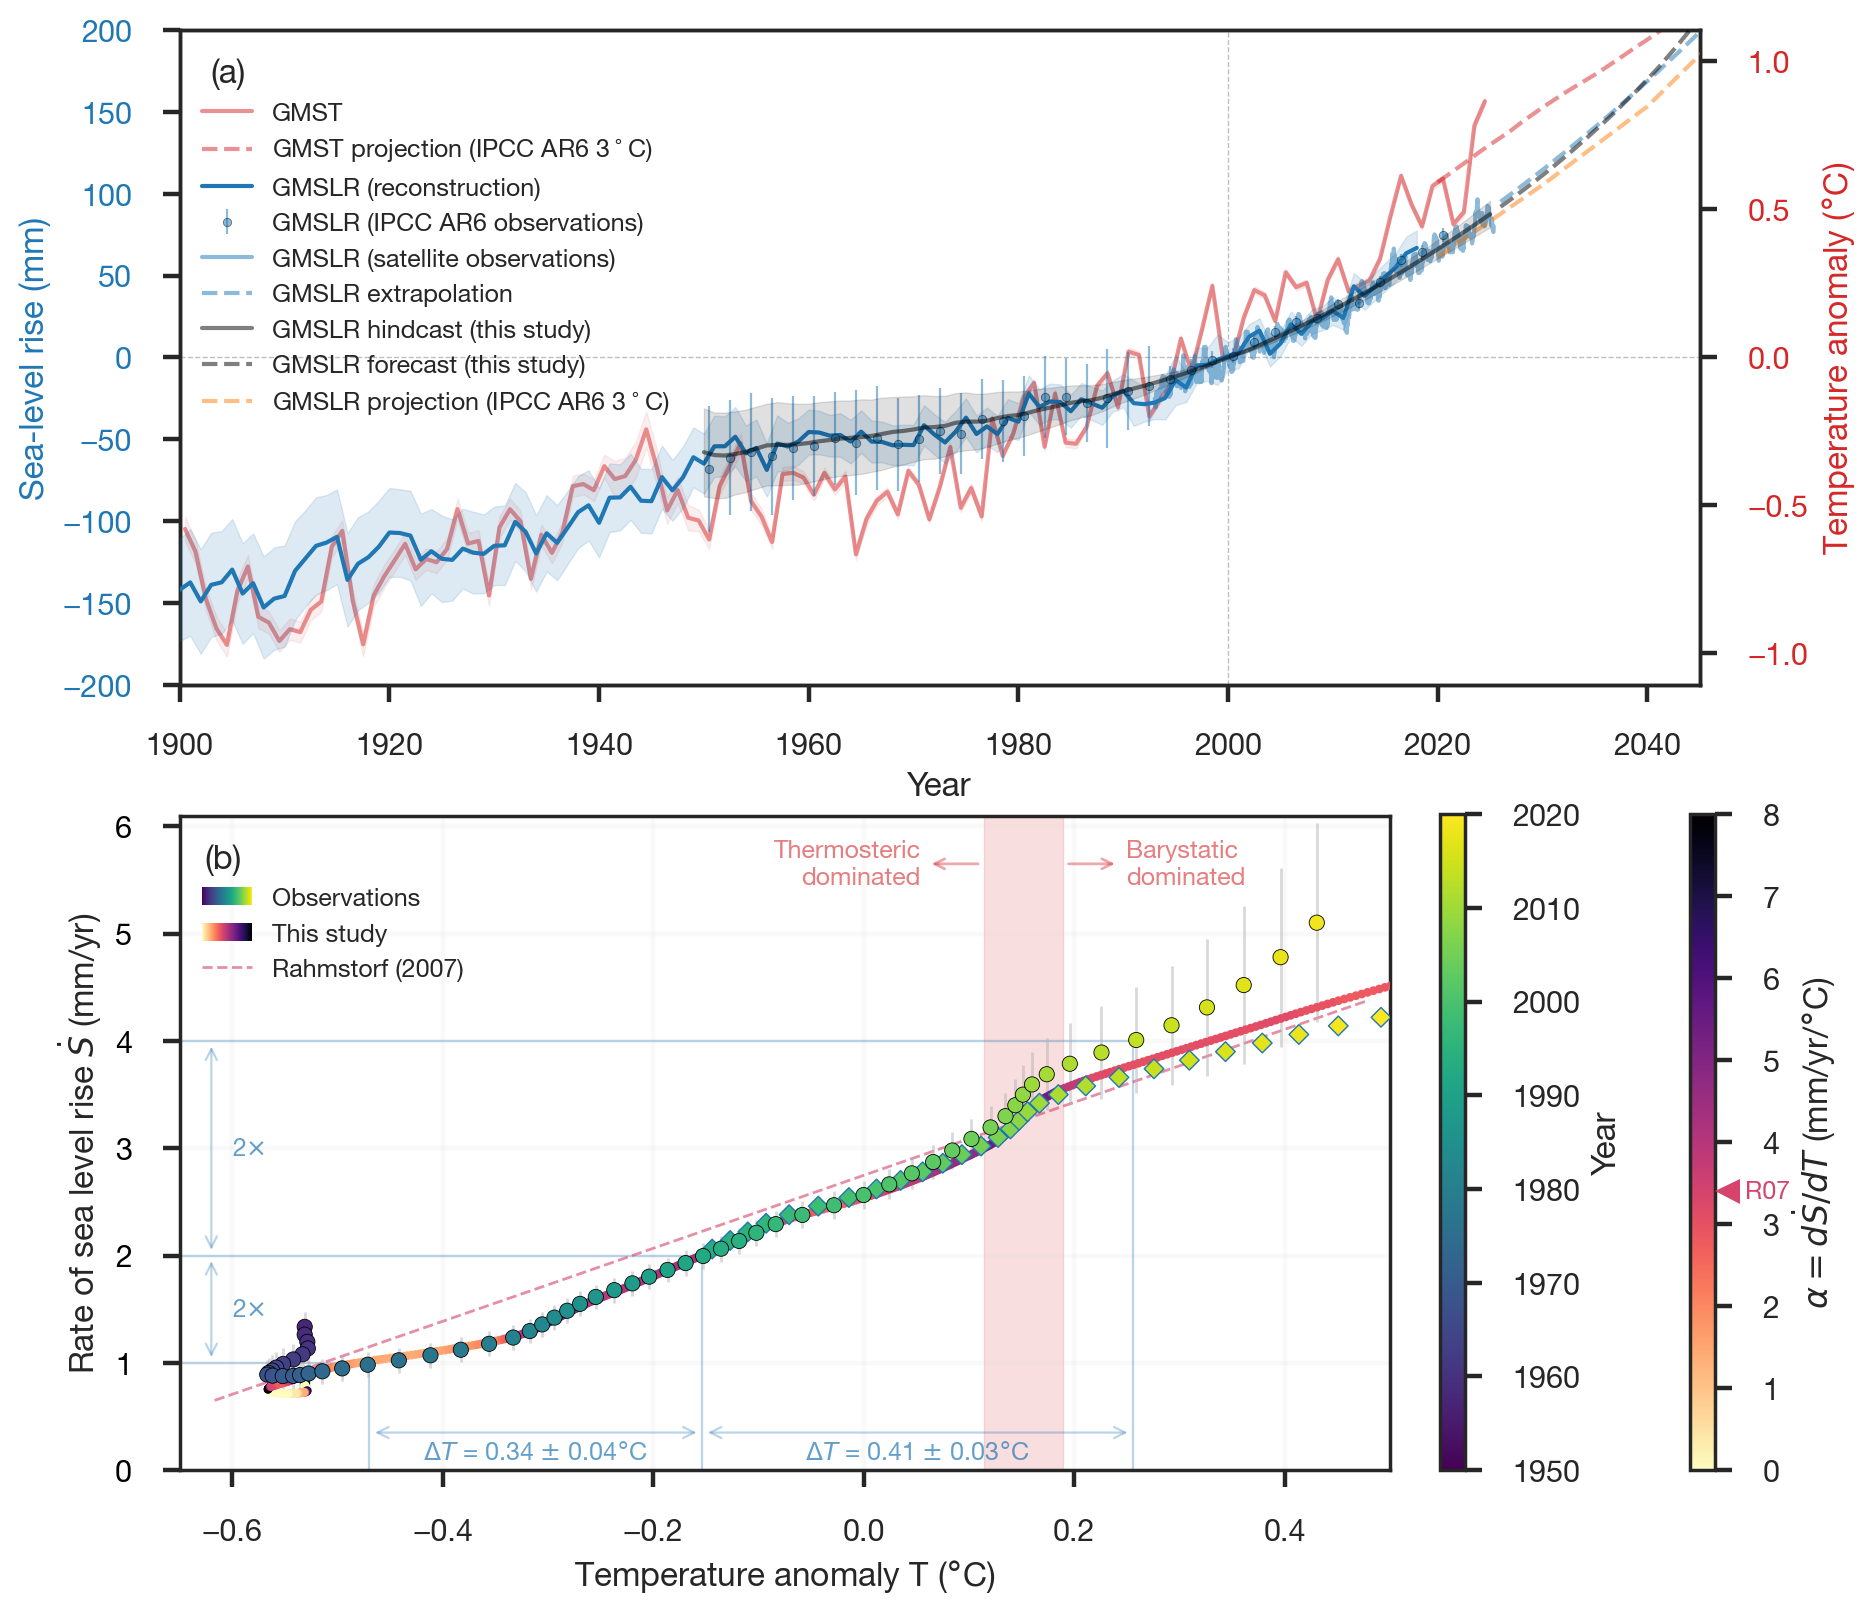 200
150
100
50
0
−50
−100
−150
−200
Sea-level rise (mm)
(a)
GMST
GMST projection (IPCC AR6 3°C)
GMSLR (reconstruction)
GMSLR (IPCC AR6 observations)
GMSLR (satellite observations)
GMSLR extrapolation
GMSLR hindcast (this study)
GMSLR forecast (this study)
GMSLR projection (IPCC AR6 3°C)
1.0
0.5
0.0
−0.5
−1.0
Temperature anomaly (°C)
1900 1920 1940 1960 1980 2000 2020 2040
Year
6
5
4
3
2
1
0
Rate of sea level rise Ṡ (mm/yr)
(b)
Observations
This study
Rahmstorf (2007)
Thermosteric
dominated
Barystatic
dominated
2×
2×
ΔT = 0.34 ± 0.04°C
ΔT = 0.41 ± 0.03°C
−0.6 −0.4 −0.2 0.0 0.2 0.4
Temperature anomaly T (°C)
2020
2010
2000
1990
1980
1970
1960
1950
Year
8
7
6
5
4
R07
3
2
1
0
α = dṠ/dT (mm/yr/°C)